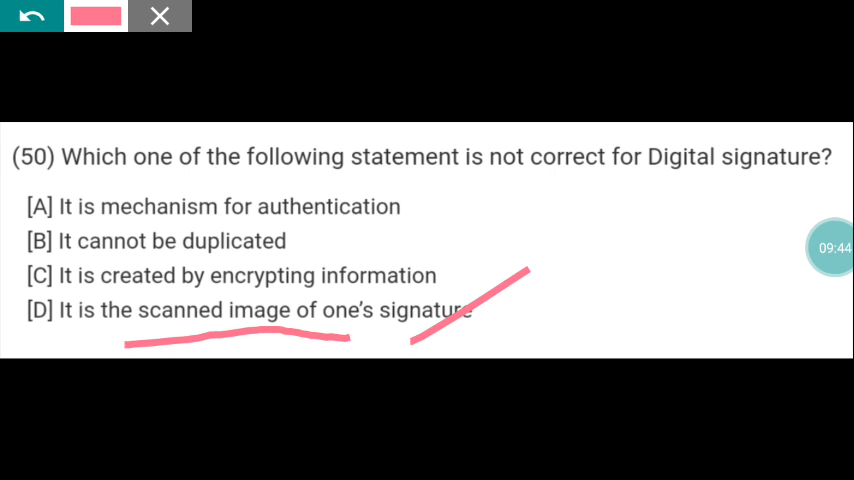 (50) Which one of the following statement is not correct for Digital signature?
[A] It is mechanism for authentication
[B] It cannot be duplicated
[C] It is created by encrypting information
[D] It is the scanned image of one's signature
09:44